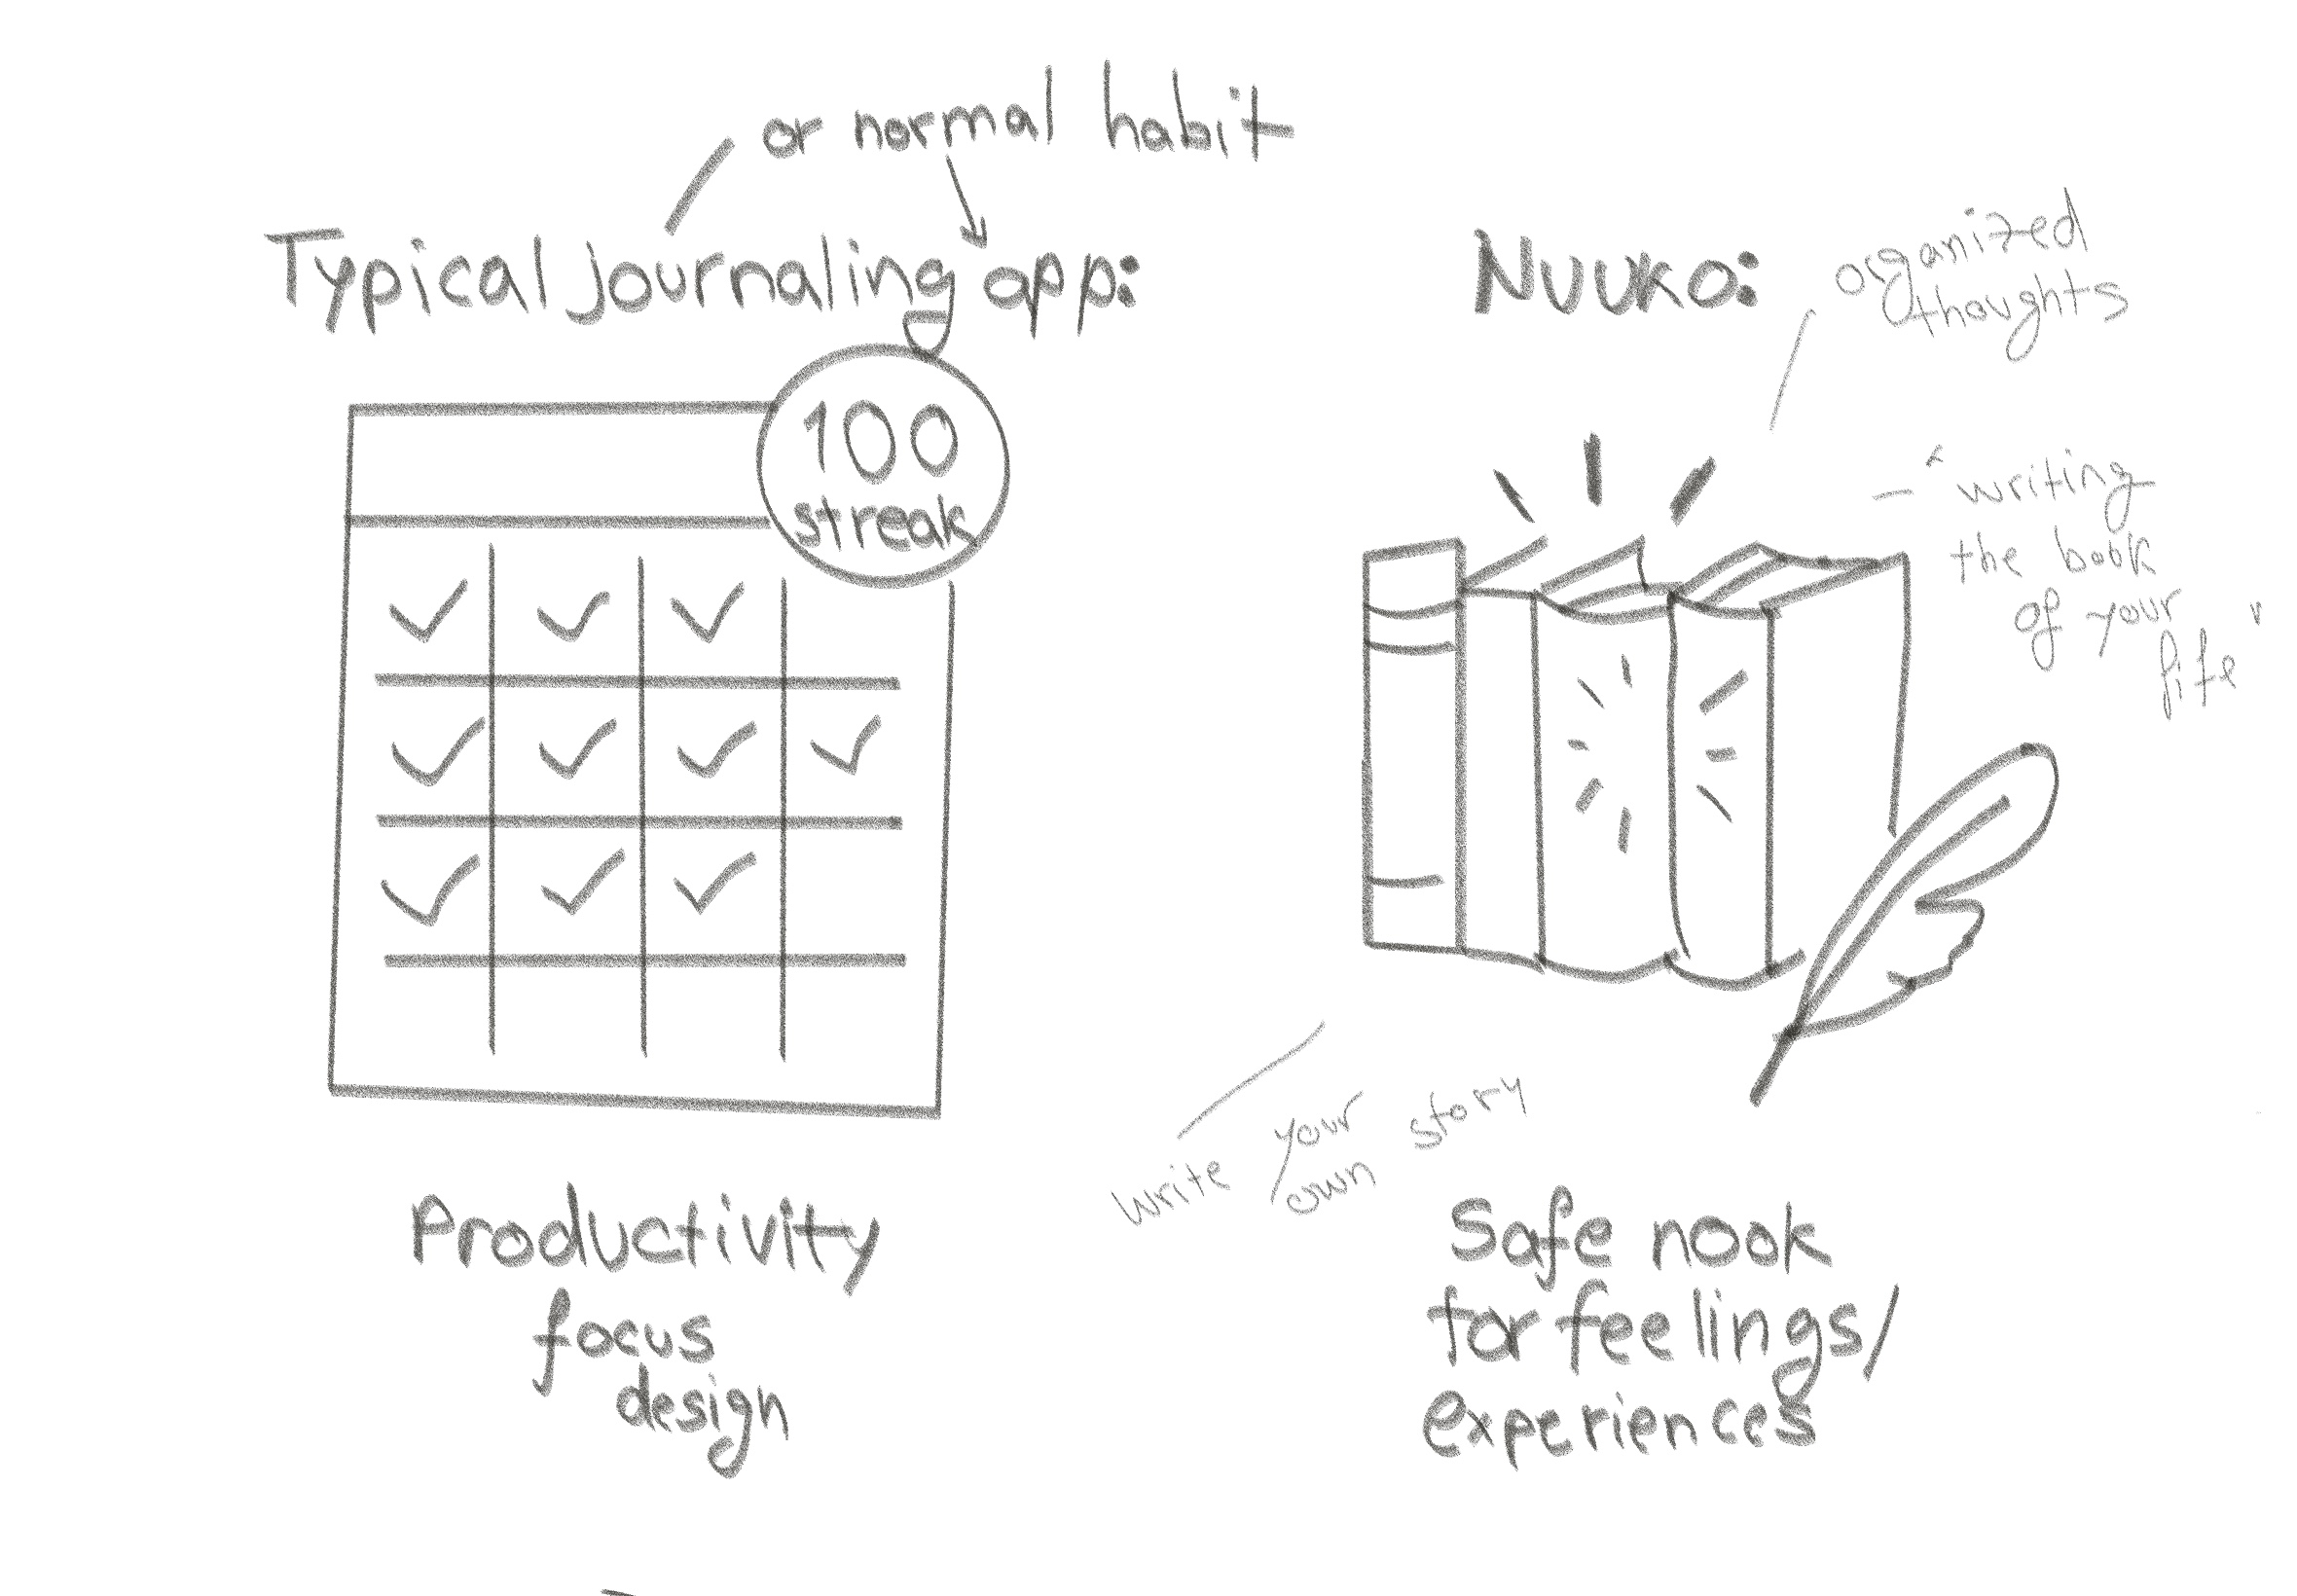 or normal habit
Typical journaling app:
100
streak
Productivity
focus
design
Nuuko:
organized
thoughts
"writing
the book
of your
life"
write your story
own
Safe nook
for feelings/
experiences